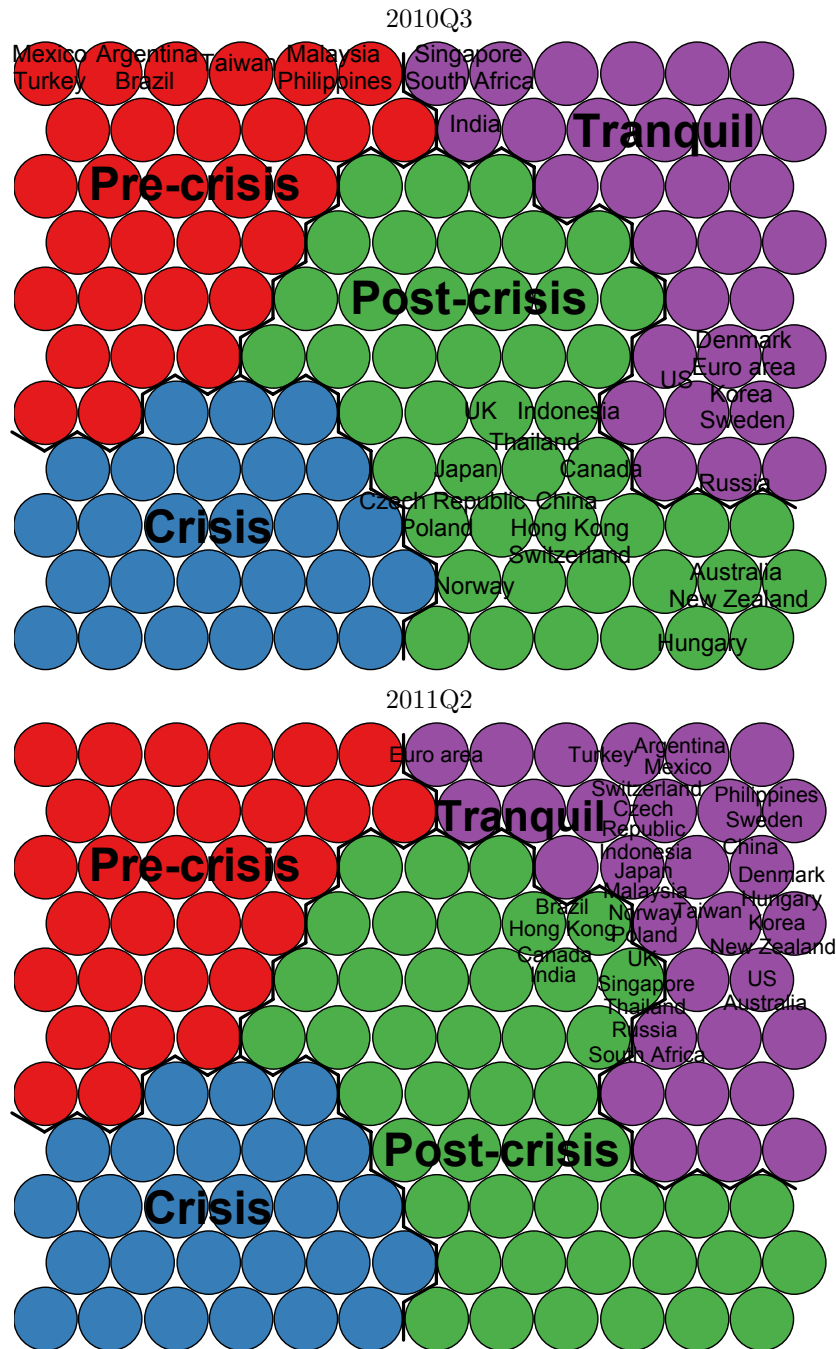 2010Q3
Mexico Argentina Taiwan Malaysia Singapore
Turkey Brazil Philippines South Africa
India Tranquil
Pre-crisis
Post-crisis
Denmark
US Euro area
Korea
UK Indonesia Sweden
Thailand
Japan Canada
Russia
Czech Republic China
Crisis Poland Hong Kong
Switzerland
Norway Australia
New Zealand
Hungary
2011Q2
Euro area Turkey Argentina
Mexico
Switzerland Philippines
Tranquil Czech Sweden
Republic
China
Pre-crisis Indonesia
Japan Denmark
Malaysia Hungary
Brazil Norway Taiwan Korea
Hong Kong Poland New Zealand
Canada UK
India Singapore US
Thailand Australia
Russia
South Africa
Post-crisis
Crisis